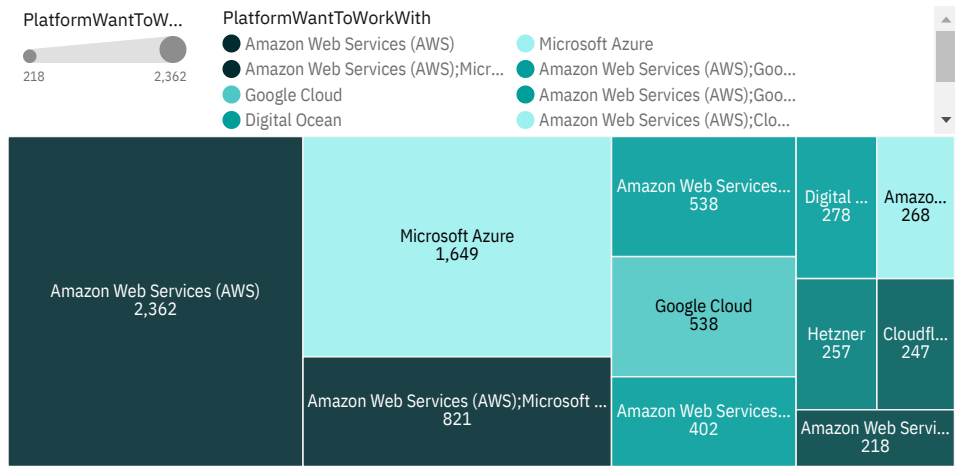 PlatformWantToW...
218
2,362
PlatformWantToWorkWith
Amazon Web Services (AWS)
Microsoft Azure
Amazon Web Services (AWS);Micr...
Amazon Web Services (AWS);Goo...
Google Cloud
Amazon Web Services (AWS);Goo...
Digital Ocean
Amazon Web Services (AWS);Clo...
Amazon Web Services (AWS)
2,362
Microsoft Azure
1,649
Amazon Web Services (AWS);Microsoft ...
821
Amazon Web Services...
538
Google Cloud
538
Amazon Web Services...
402
Digital ...
278
Amazo...
268
Hetzner
257
Cloudfl...
247
Amazon Web Servi...
218